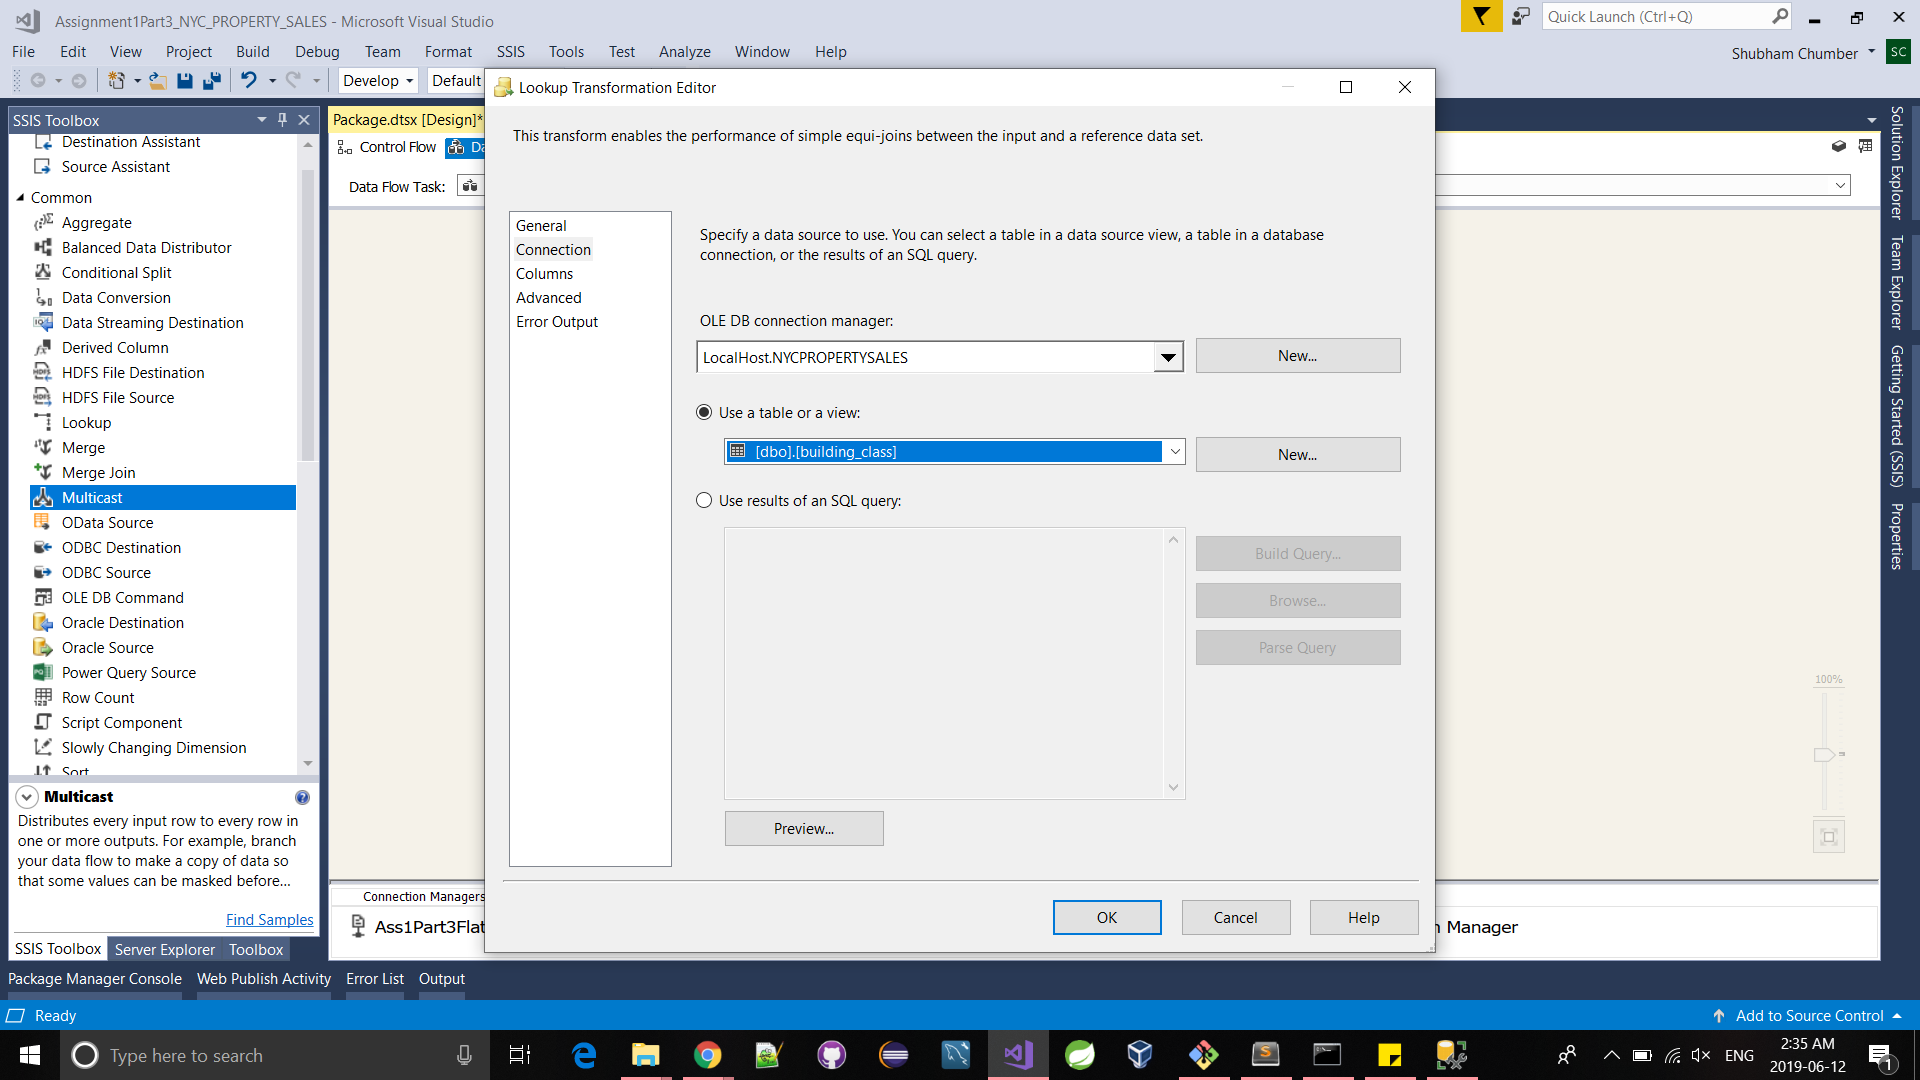 Assignment1Part3_NYC_PROPERTY_SALES - Microsoft Visual Studio
Quick Launch (Ctrl+Q)
File Edit View Project Build Debug Team Format SSIS Tools Test Analyze Window Help
Shubham Chumber SC
Develop Default
Lookup Transformation Editor
SSIS Toolbox
Destination Assistant
Source Assistant
Common
Aggregate
Balanced Data Distributor
Conditional Split
Data Conversion
Data Streaming Destination
Derived Column
HDFS File Destination
HDFS File Source
Lookup
Merge
Merge Join
Multicast
OData Source
ODBC Destination
ODBC Source
OLE DB Command
Oracle Destination
Oracle Source
Power Query Source
Row Count
Script Component
Slowly Changing Dimension
Sort
Multicast
Distributes every input row to every row in
one or more outputs. For example, branch
your data flow to make a copy of data so
that some values can be masked before...
Find Samples
SSIS Toolbox Server Explorer Toolbox
Package.dtsx [Design]*
Control Flow Da
Data Flow Task:
This transform enables the performance of simple equi-joins between the input and a reference data set.
General
Connection
Columns
Advanced
Error Output
Specify a data source to use. You can select a table in a data source view, a table in a database
connection, or the results of an SQL query.
OLE DB connection manager:
LocalHost.NYCPROPERTYSALES
New...
Use a table or a view:
[dbo].[building_class]
New...
Use results of an SQL query:
Build Query...
Browse...
Parse Query
Preview...
OK Cancel Help
Connection Managers
Ass1Part3Flat
n Manager
100%
Solution Explorer
Team Explorer
Getting Started (SSIS)
Properties
Package Manager Console Web Publish Activity Error List Output
Ready
Add to Source Control
Type here to search
ENG
2:35 AM
2019-06-12
1